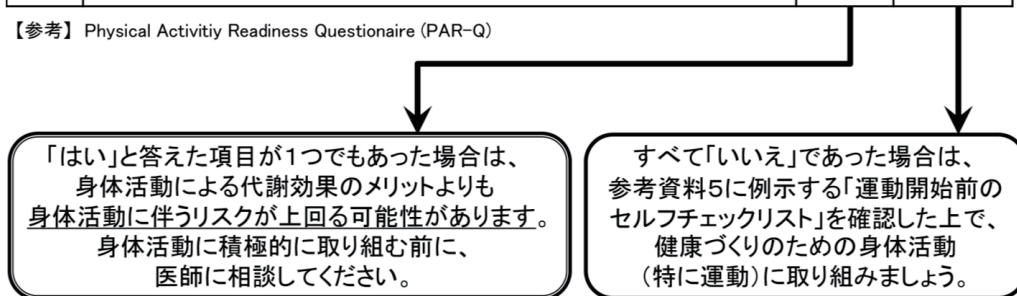 【参考】 Physical Activitiy Readiness Questionaire (PAR-Q)
「はい」と答えた項目が１つでもあった場合は、
身体活動による代謝効果のメリットよりも
身体活動に伴うリスクが上回る可能性があります。
身体活動に積極的に取り組む前に、
医師に相談してください。
すべて「いいえ」であった場合は、
参考資料５に例示する「運動開始前の
セルフチェックリスト」を確認した上で、
健康づくりのための身体活動
（特に運動）に取り組みましょう。